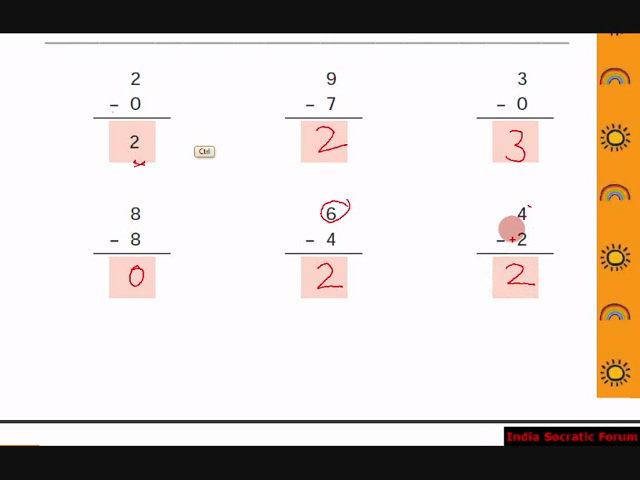 2 9 3
- 0 - 7 - 0
2 2 3
Ctrl
8 6 4
- 8 - 4 - 2
0 2 2
India Socratic Forum